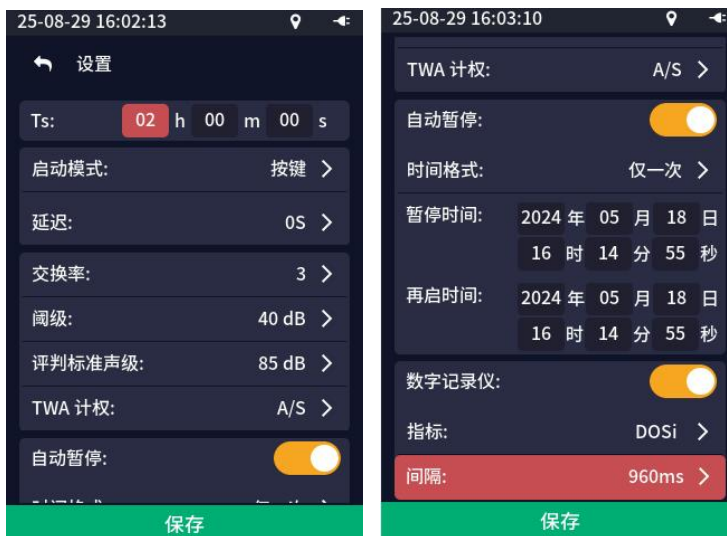 25-08-29 16:02:13
设置
Ts: 02 h 00 m 00 s
启动模式: 按键
延迟: 0S
交换率: 3
阈级: 40 dB
评判标准声级: 85 dB
TWA 计权: A/S
自动暂停:
保存
25-08-29 16:03:10
TWA 计权: A/S
自动暂停:
时间格式: 仅一次
暂停时间: 2024 年 05 月 18 日
16 时 14 分 55 秒
再启时间: 2024 年 05 月 18 日
16 时 14 分 55 秒
数字记录仪:
指标: DOSi
间隔: 960ms
保存